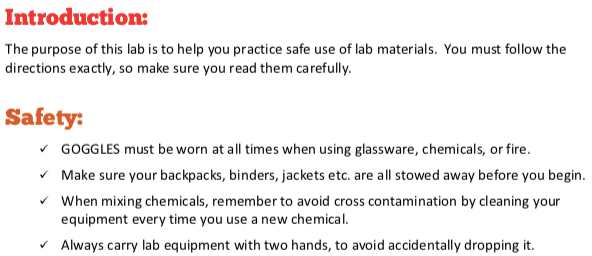 Introduction:
The purpose of this lab is to help you practice safe use of lab materials. You must follow the
directions exactly, so make sure you read them carefully.
Safety:
✓ GOGGLES must be worn at all times when using glassware, chemicals, or fire.
✓ Make sure your backpacks, binders, jackets etc. are all stowed away before you begin.
✓ When mixing chemicals, remember to avoid cross contamination by cleaning your
equipment every time you use a new chemical.
✓ Always carry lab equipment with two hands, to avoid accidentally dropping it.